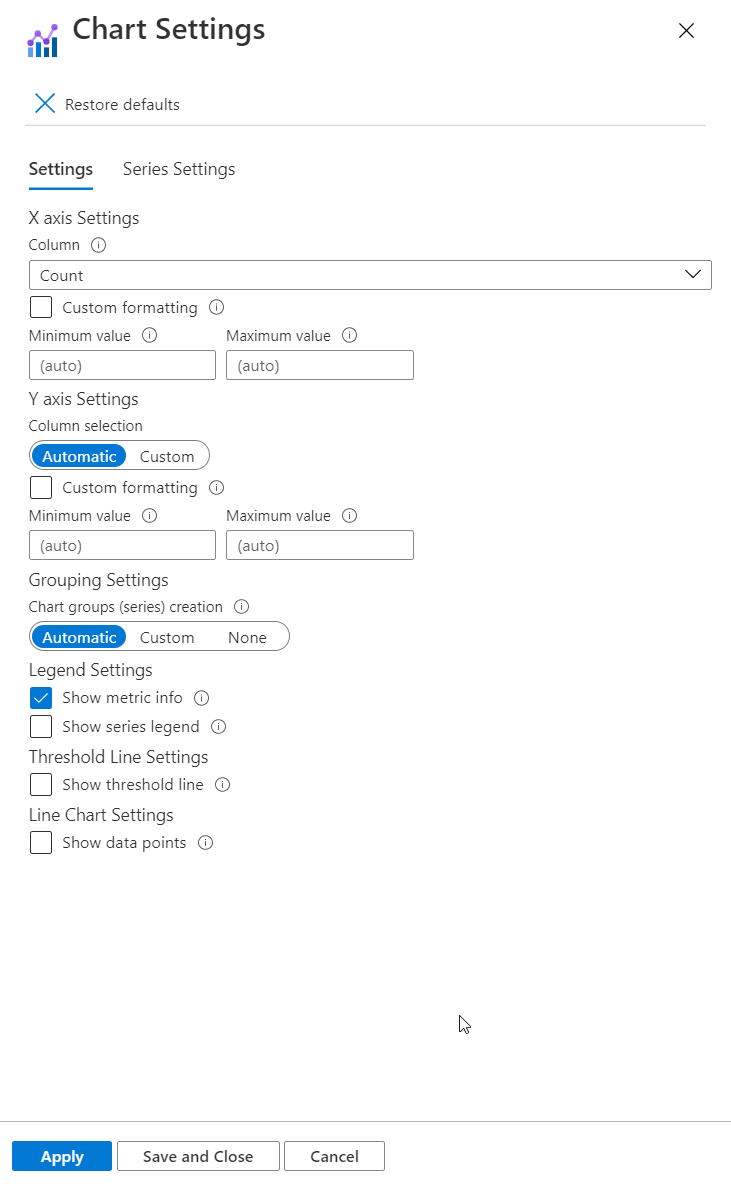 Chart Settings
Restore defaults
Settings Series Settings
X axis Settings
Column
Count
Custom formatting
Minimum value Maximum value
(auto) (auto)
Y axis Settings
Column selection
Automatic Custom
Custom formatting
Minimum value Maximum value
(auto) (auto)
Grouping Settings
Chart groups (series) creation
Automatic Custom None
Legend Settings
Show metric info
Show series legend
Threshold Line Settings
Show threshold line
Line Chart Settings
Show data points
Apply Save and Close Cancel